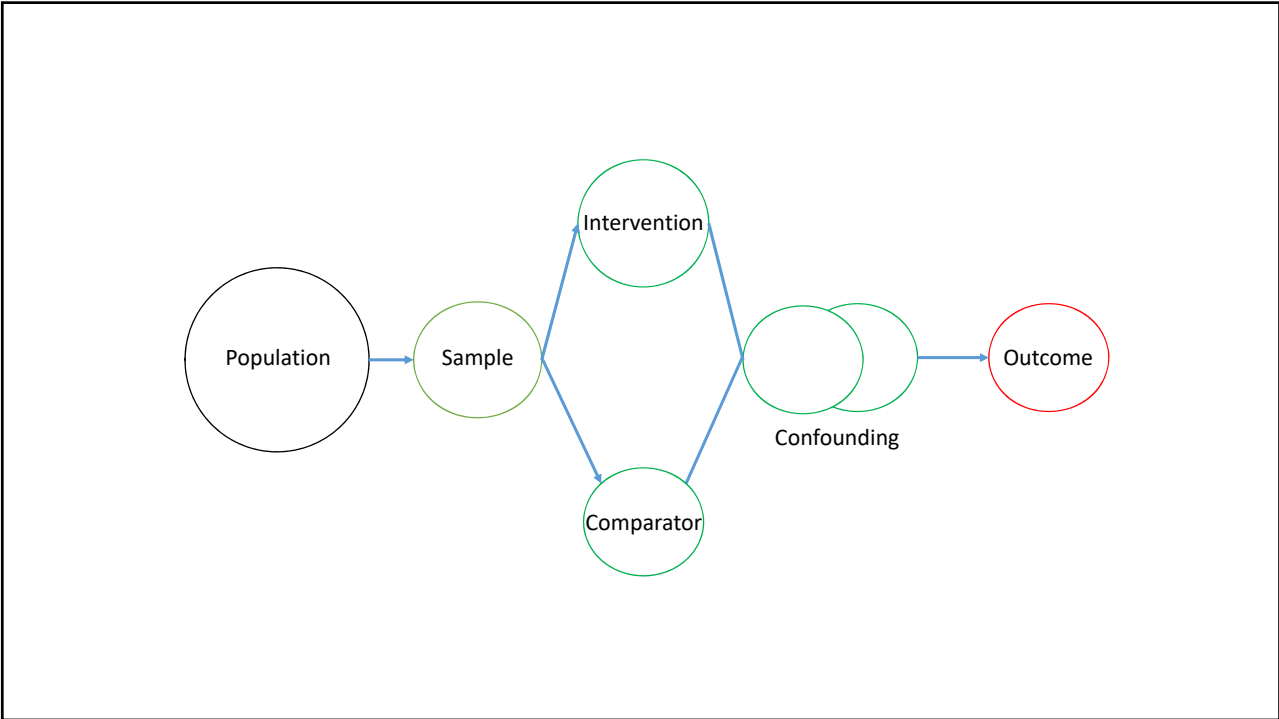 Population
Sample
Intervention
Comparator
Confounding
Outcome